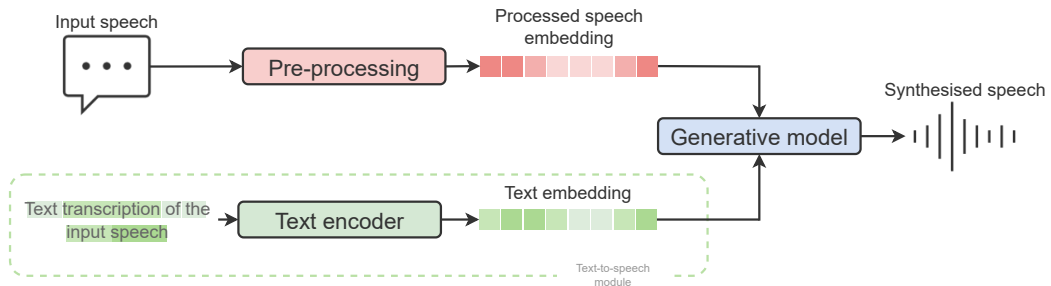 Input speech
Pre-processing
Processed speech
embedding
Generative model
Synthesised speech
Text transcription of the
input speech
Text encoder
Text embedding
Text-to-speech
module